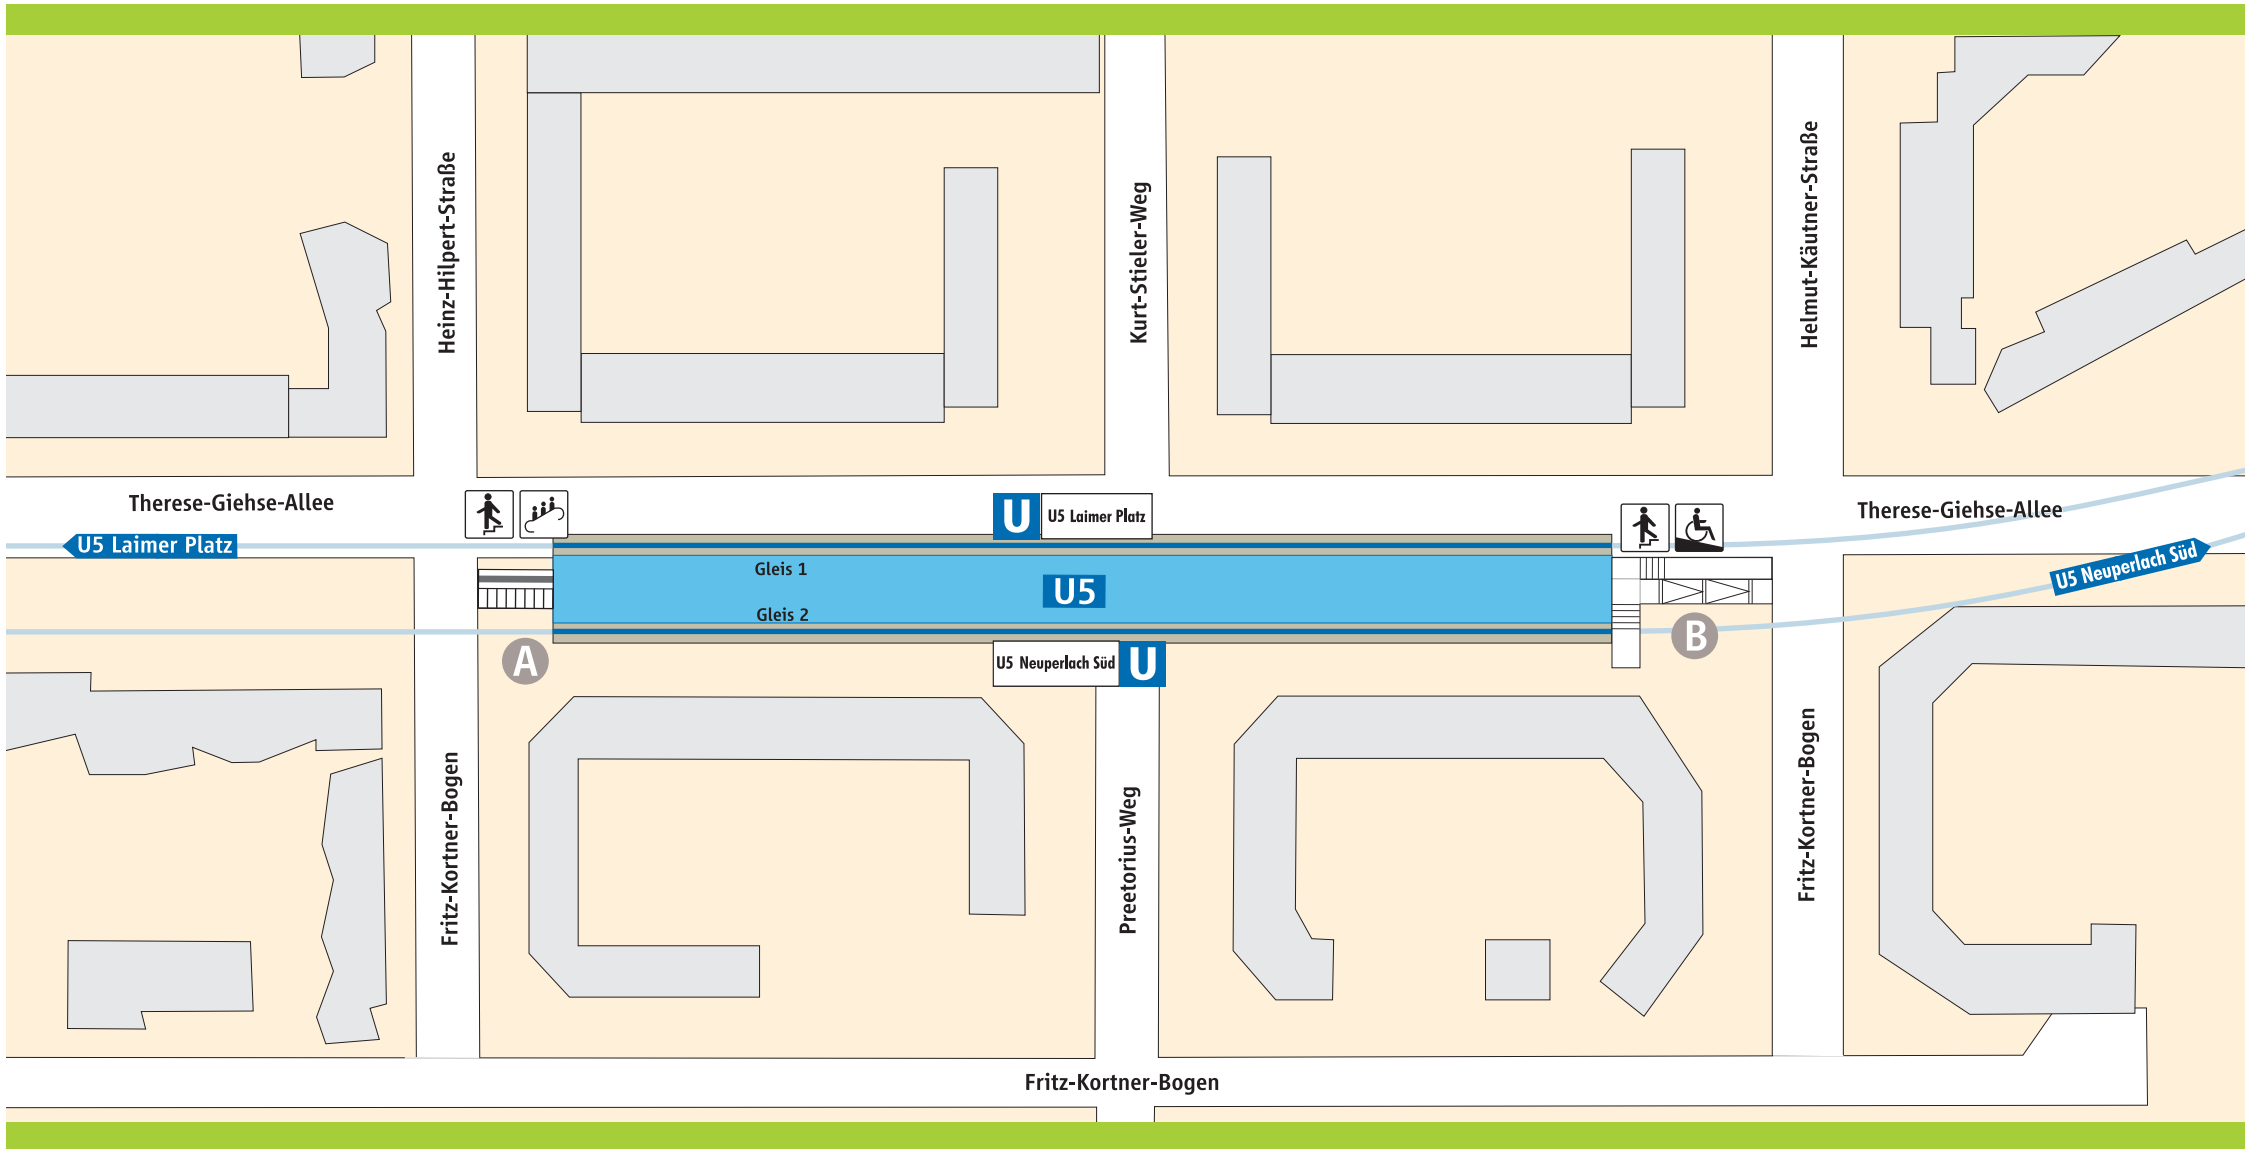 Heinz-Hilpert-Straße
Kurt-Stieler-Weg
Helmut-Käutner-Straße
Therese-Giehse-Allee
U U5 Laimer Platz
Therese-Giehse-Allee
U5 Laimer Platz
Gleis 1
U5
Gleis 2
U5 Neuperlach Süd
A
U5 Neuperlach Süd U
B
Fritz-Kortner-Bogen
Preetorius-Weg
Fritz-Kortner-Bogen
Fritz-Kortner-Bogen